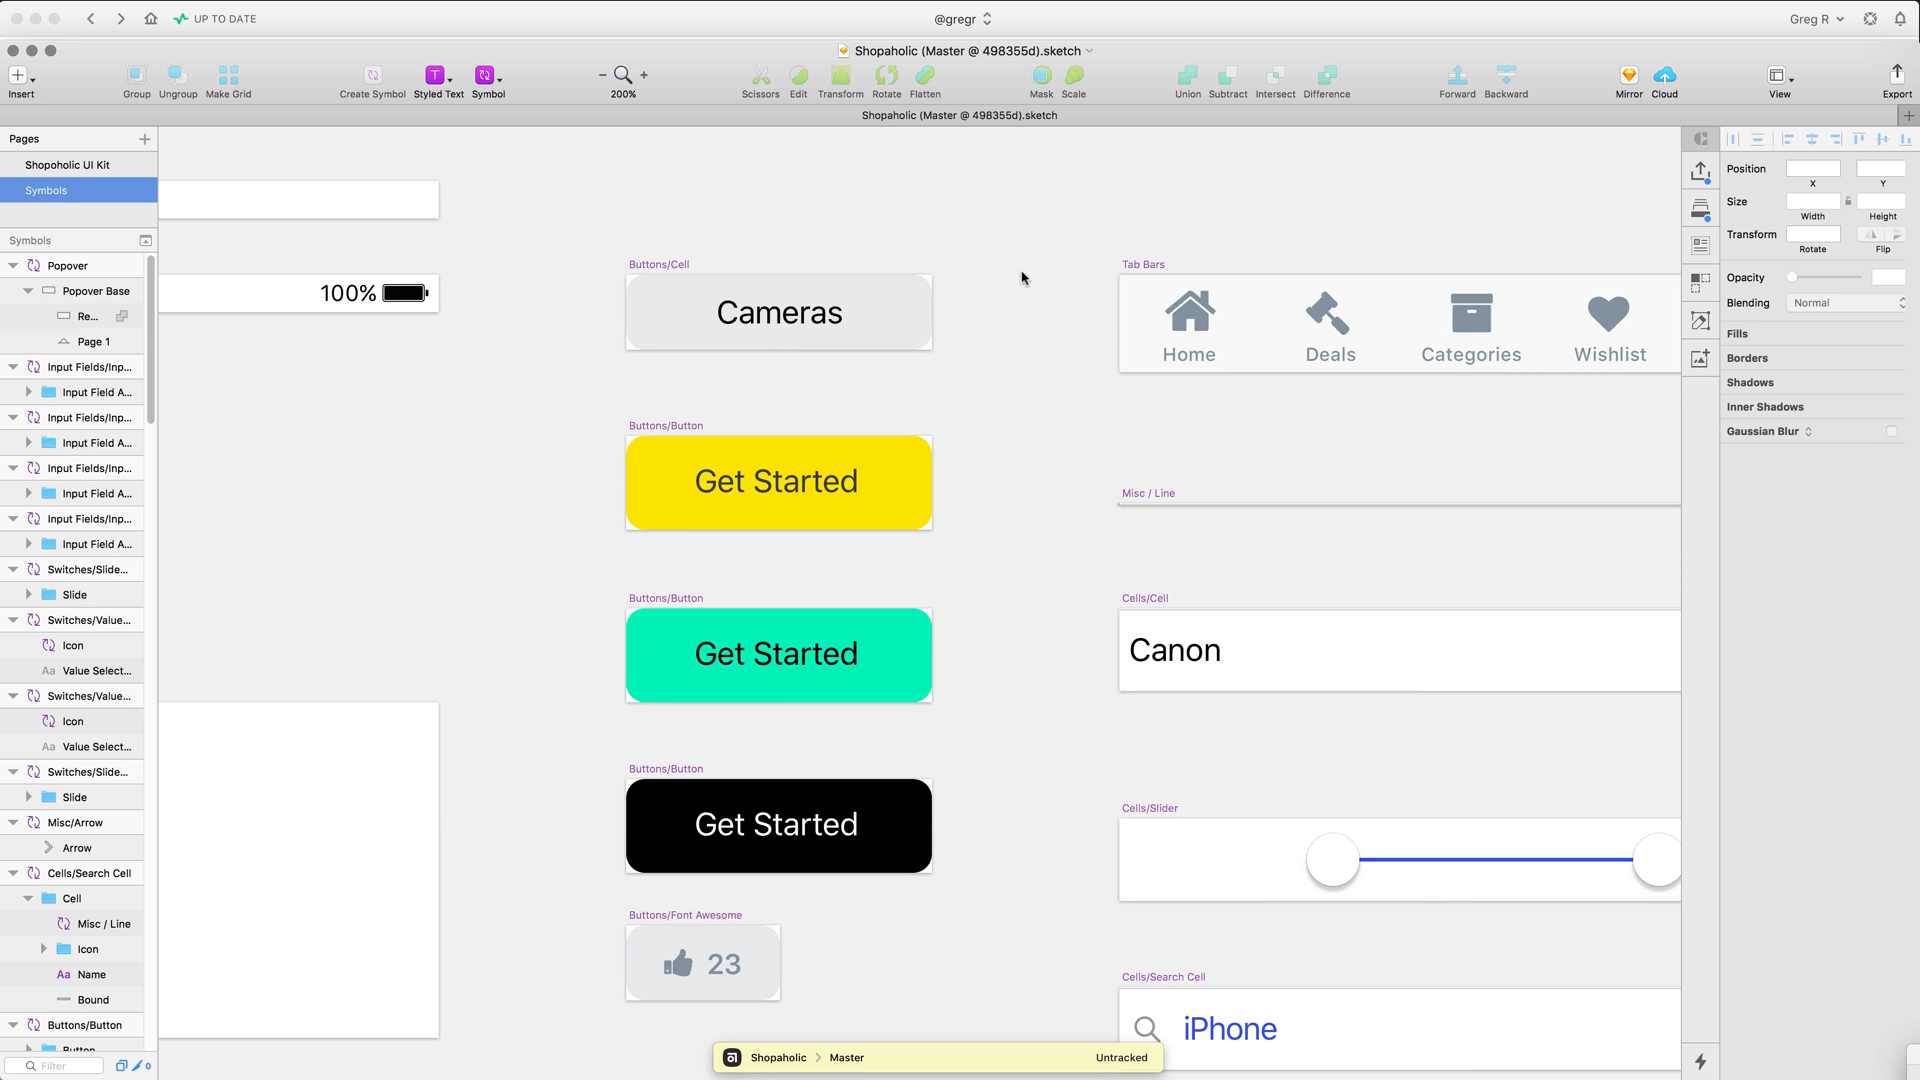 UP TO DATE
@gregr
Greg R
Shopaholic (Master @ 498355d).sketch
Insert
Group
Ungroup
Make Grid
Create Symbol
Styled Text
Symbol
200%
Scissors
Edit
Transform
Rotate
Flatten
Mask
Scale
Union
Subtract
Intersect
Difference
Forward
Backward
Mirror
Cloud
View
Export
Shopaholic (Master @ 498355d).sketch
Pages
Shopoholic UI Kit
Symbols
Symbols
Popover
Popover Base
Re...
Page 1
Input Fields/Inp...
Input Field A...
Input Fields/Inp...
Input Field A...
Input Fields/Inp...
Input Field A...
Input Fields/Inp...
Input Field A...
Switches/Slide...
Slide
Switches/Value...
Icon
Aa Value Select...
Switches/Value...
Icon
Aa Value Select...
Switches/Slide...
Slide
Misc/Arrow
Arrow
Cells/Search Cell
Cell
Misc / Line
Icon
Aa Name
Bound
Buttons/Button
Button
Filter
0
100%
Buttons/Cell
Cameras
Buttons/Button
Get Started
Buttons/Button
Get Started
Buttons/Button
Get Started
Buttons/Font Awesome
23
Tab Bars
Home
Deals
Categories
Wishlist
Misc / Line
Cells/Cell
Canon
Cells/Slider
Cells/Search Cell
iPhone
Shopaholic
Master
Untracked
Position
X
Y
Size
Width
Height
Transform
Rotate
Flip
Opacity
Blending
Normal
Fills
Borders
Shadows
Inner Shadows
Gaussian Blur